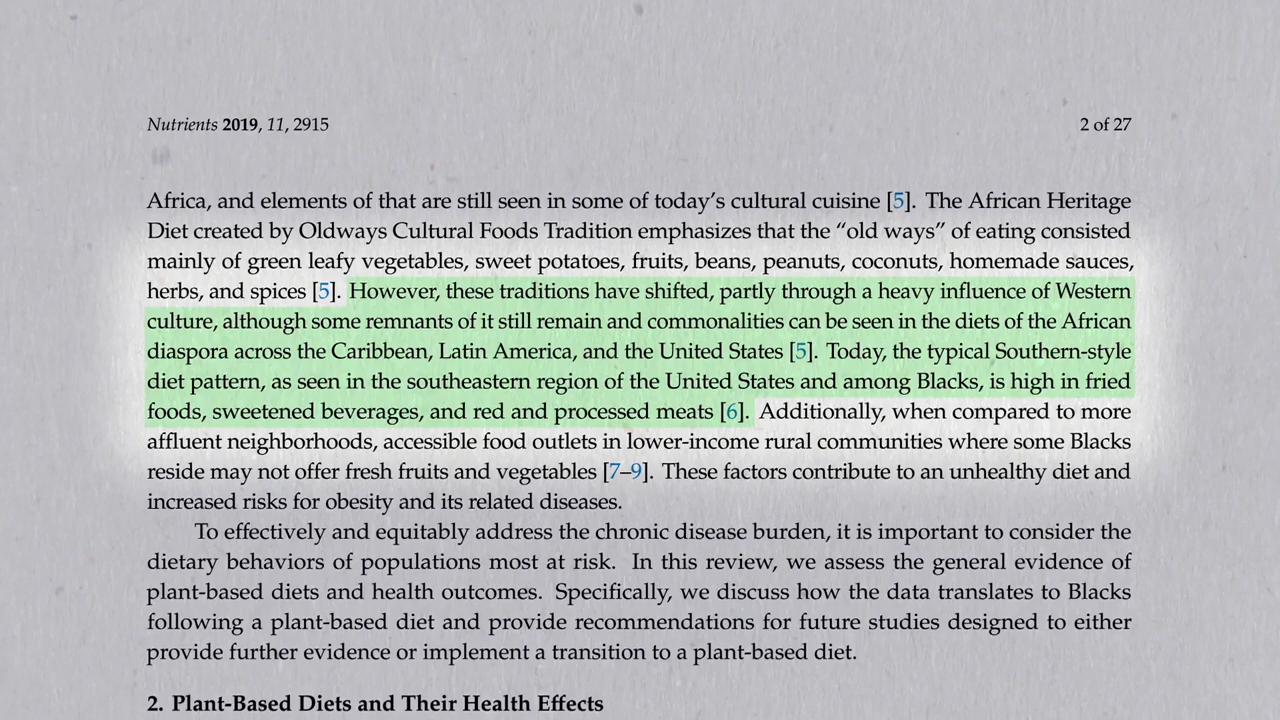 Nutrients 2019, 11, 2915
2 of 27
Africa, and elements of that are still seen in some of today's cultural cuisine [5]. The African Heritage
Diet created by Oldways Cultural Foods Tradition emphasizes that the “old ways” of eating consisted
mainly of green leafy vegetables, sweet potatoes, fruits, beans, peanuts, coconuts, homemade sauces,
herbs, and spices [5]. However, these traditions have shifted, partly through a heavy influence of Western
culture, although some remnants of it still remain and commonalities can be seen in the diets of the African
diaspora across the Caribbean, Latin America, and the United States [5]. Today, the typical Southern-style
diet pattern, as seen in the southeastern region of the United States and among Blacks, is high in fried
foods, sweetened beverages, and red and processed meats [6]. Additionally, when compared to more
affluent neighborhoods, accessible food outlets in lower-income rural communities where some Blacks
reside may not offer fresh fruits and vegetables [7–9]. These factors contribute to an unhealthy diet and
increased risks for obesity and its related diseases.
To effectively and equitably address the chronic disease burden, it is important to consider the
dietary behaviors of populations most at risk. In this review, we assess the general evidence of
plant-based diets and health outcomes. Specifically, we discuss how the data translates to Blacks
following a plant-based diet and provide recommendations for future studies designed to either
provide further evidence or implement a transition to a plant-based diet.
2. Plant-Based Diets and Their Health Effects